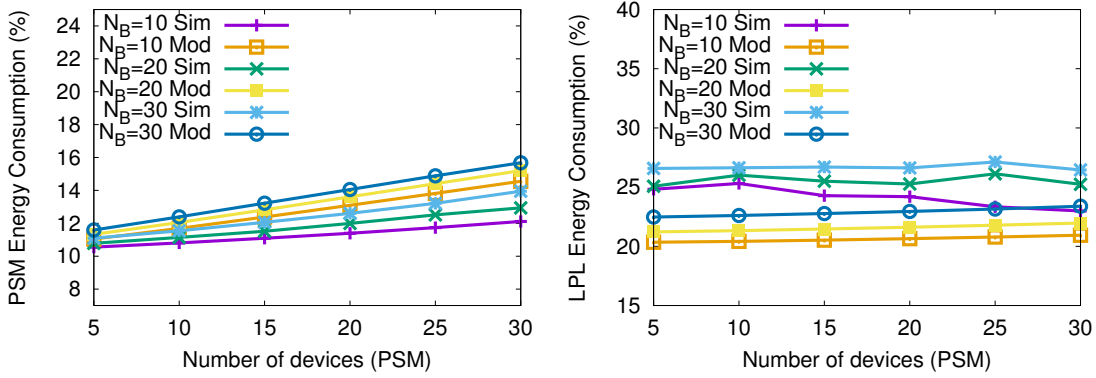 PSM Energy Consumption (%)
24
22
20
18
16
14
12
10
8
N_B=10 Sim
N_B=10 Mod
N_B=20 Sim
N_B=20 Mod
N_B=30 Sim
N_B=30 Mod
5 10 15 20 25 30
Number of devices (PSM)
LPL Energy Consumption (%)
40
35
30
25
20
15
N_B=10 Sim
N_B=10 Mod
N_B=20 Sim
N_B=20 Mod
N_B=30 Sim
N_B=30 Mod
5 10 15 20 25 30
Number of devices (PSM)